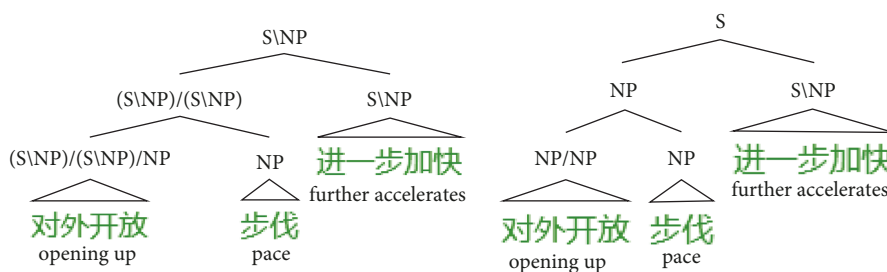 S\NP
(S\NP)/(S\NP) S\NP
(S\NP)/(S\NP)/NP NP 进一步加快
further accelerates
对外开放 步伐
opening up pace
S
NP S\NP
NP/NP NP 进一步加快
further accelerates
对外开放 步伐
opening up pace